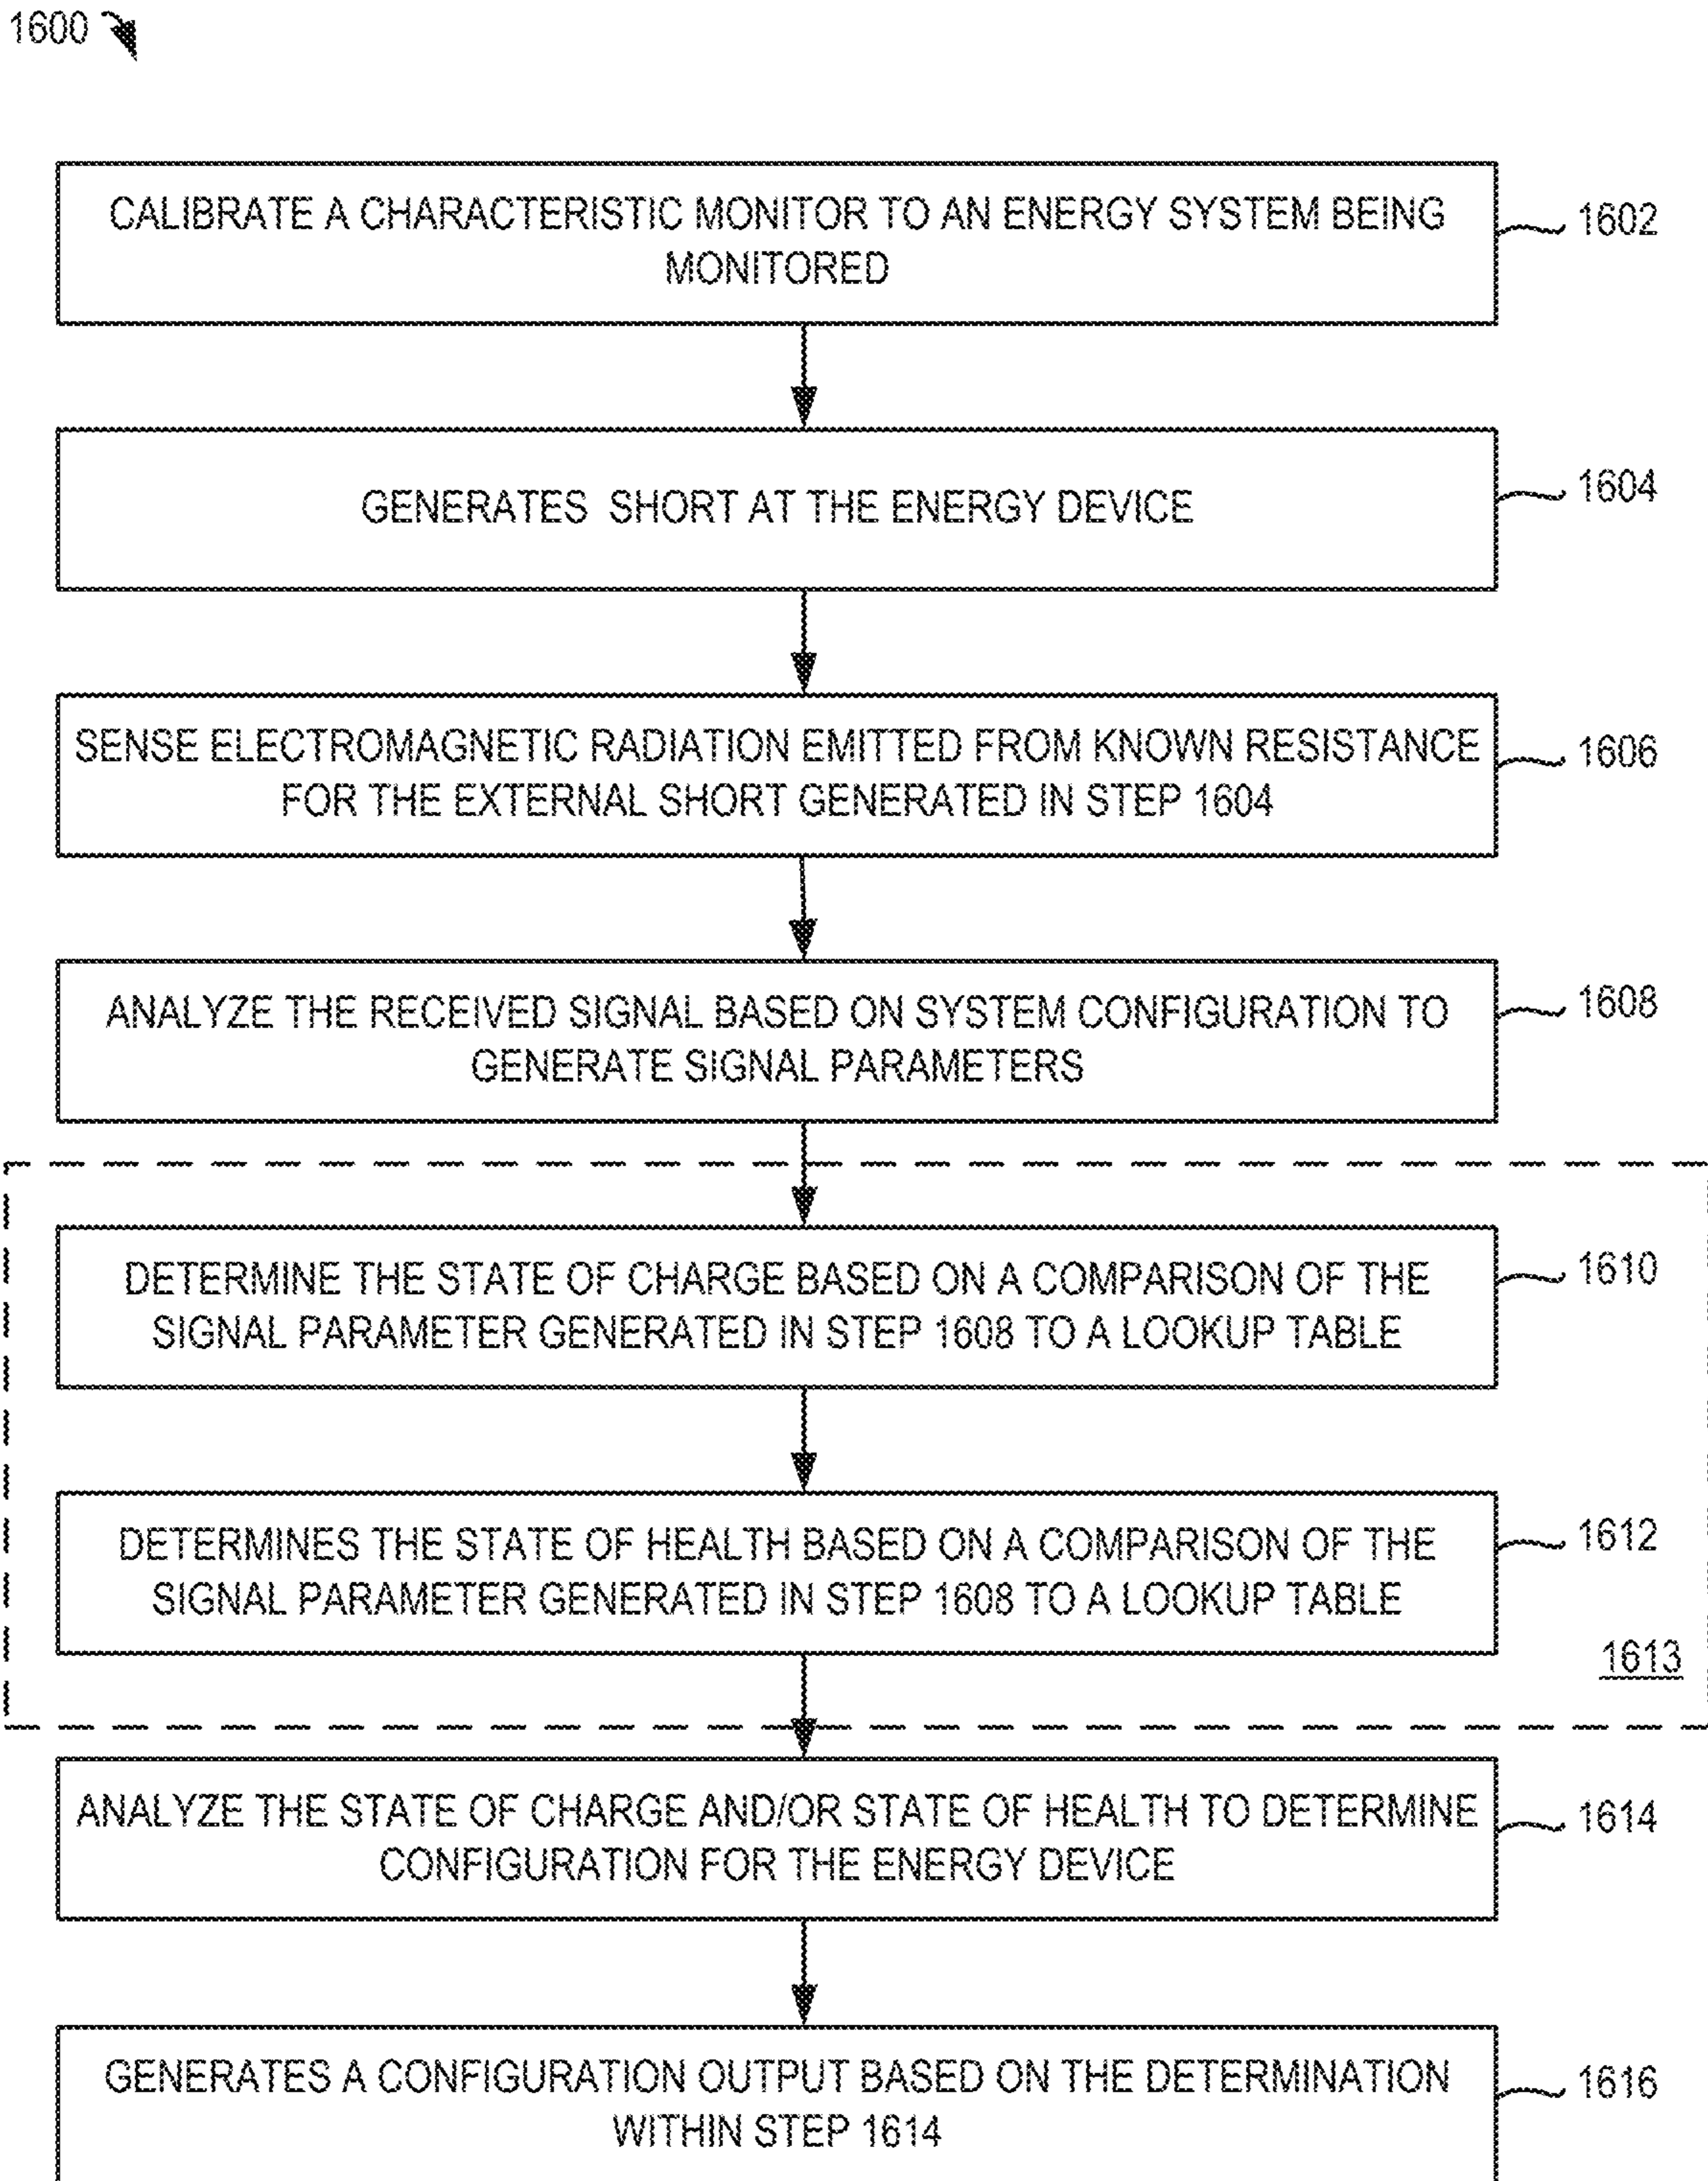 1600
CALIBRATE A CHARACTERISTIC MONITOR TO AN ENERGY SYSTEM BEING
MONITORED
1602
GENERATES SHORT AT THE ENERGY DEVICE
1604
SENSE ELECTROMAGNETIC RADIATION EMITTED FROM KNOWN RESISTANCE
FOR THE EXTERNAL SHORT GENERATED IN STEP 1604
1606
ANALYZE THE RECEIVED SIGNAL BASED ON SYSTEM CONFIGURATION TO
GENERATE SIGNAL PARAMETERS
1608
DETERMINE THE STATE OF CHARGE BASED ON A COMPARISON OF THE
SIGNAL PARAMETER GENERATED IN STEP 1608 TO A LOOKUP TABLE
1610
DETERMINES THE STATE OF HEALTH BASED ON A COMPARISON OF THE
SIGNAL PARAMETER GENERATED IN STEP 1608 TO A LOOKUP TABLE
1612
1613
ANALYZE THE STATE OF CHARGE AND/OR STATE OF HEALTH TO DETERMINE
CONFIGURATION FOR THE ENERGY DEVICE
1614
GENERATES A CONFIGURATION OUTPUT BASED ON THE DETERMINATION
WITHIN STEP 1614
1616